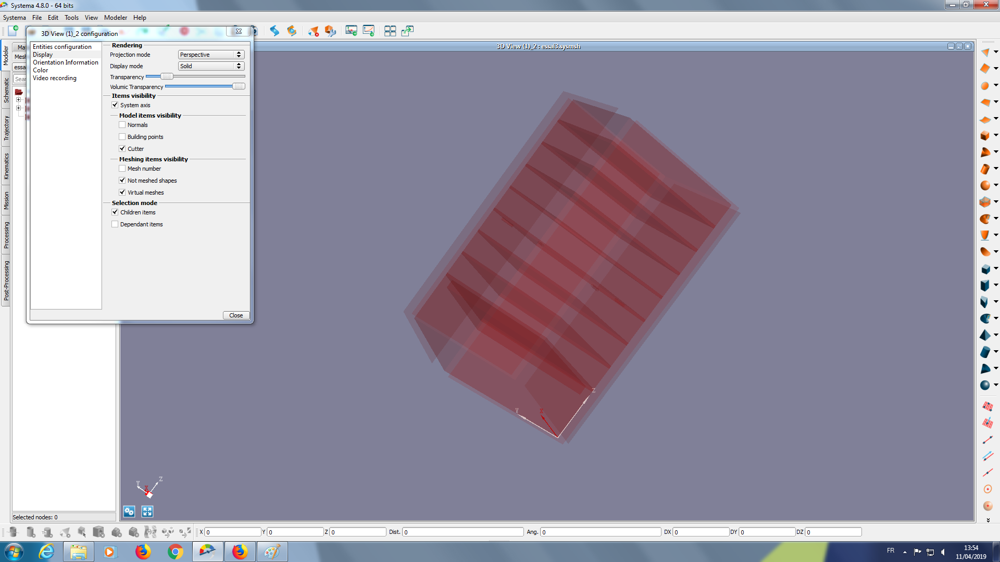 Systema 4.8.0 - 64 bits
Systema File Edit Tools View Modeler Help
3D View (1)_2 configuration
3D View (1)_2 : essai3.sysmsh
Entities configuration
Display
Orientation Information
Color
Video recording
Rendering
Projection mode Perspective
Display mode Solid
Transparency
Volumic Transparency
Items visibility
System axis
Model items visibility
Normals
Building points
Cutter
Meshing items visibility
Mesh number
Not meshed shapes
Virtual meshes
Selection mode
Children items
Dependant items
Close
Modeler
Schematic
Trajectory
Kinematics
Mission
Processing
Post-Processing
Ma
Mesh
essa
Sear
Z
Y X
Z
Y X
Selected nodes: 0
X 0 Y 0 Z 0 Dist. 0 Ang. 0 DX 0 DY 0 DZ 0
FR
13:54
11/04/2019